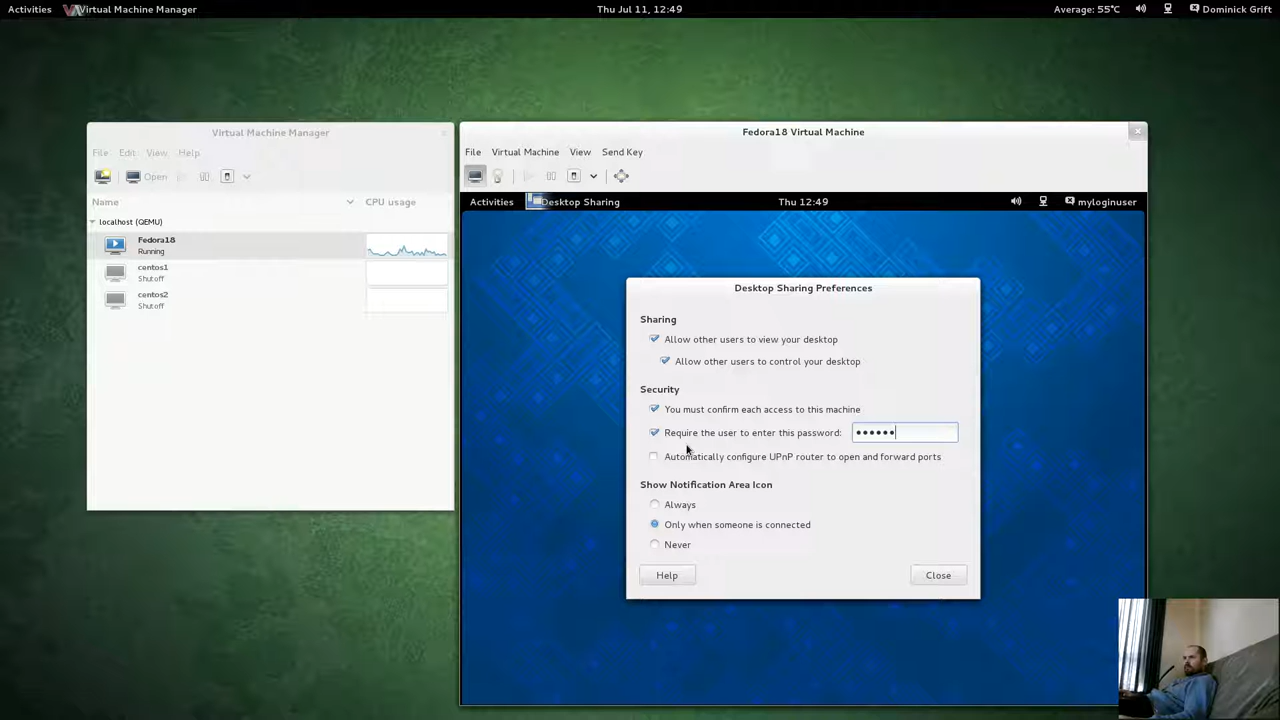 Activities
Virtual Machine Manager
Thu Jul 11, 12:49
Average: 55°C
Dominick Grift
Virtual Machine Manager
File Edit View Help
Open
Name
CPU usage
localhost (QEMU)
Fedora18
Running
centos1
Shutoff
centos2
Shutoff
Fedora18 Virtual Machine
File Virtual Machine View Send Key
Activities
Desktop Sharing
Thu 12:49
myloginuser
Desktop Sharing Preferences
Sharing
Allow other users to view your desktop
Allow other users to control your desktop
Security
You must confirm each access to this machine
Require the user to enter this password: ••••••
Automatically configure UPnP router to open and forward ports
Show Notification Area Icon
Always
Only when someone is connected
Never
Help
Close